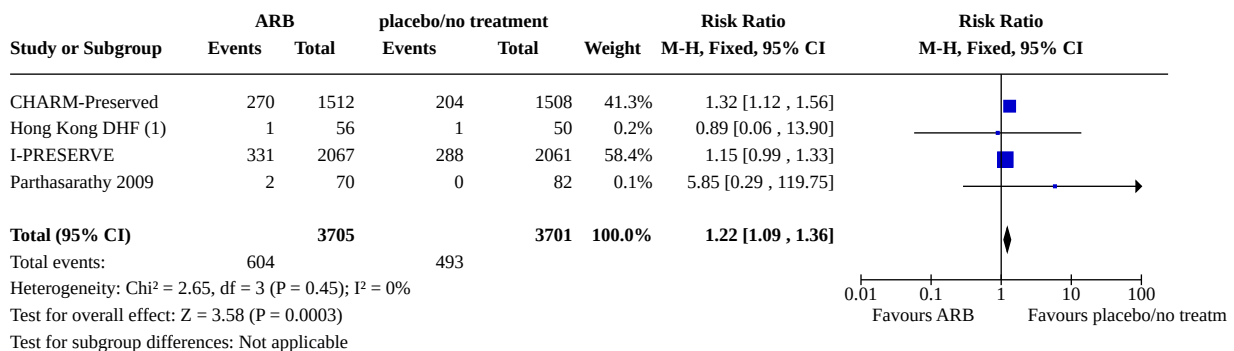 ARB placebo/no treatment Risk Ratio Risk Ratio
Study or Subgroup Events Total Events Total Weight M-H, Fixed, 95% CI M-H, Fixed, 95% CI
CHARM-Preserved 270 1512 204 1508 41.3% 1.32 [1.12 , 1.56]
Hong Kong DHF (1) 1 56 1 50 0.2% 0.89 [0.06 , 13.90]
I-PRESERVE 331 2067 288 2061 58.4% 1.15 [0.99 , 1.33]
Parthasarathy 2009 2 70 0 82 0.1% 5.85 [0.29 , 119.75]
Total (95% CI) 3705 3701 100.0% 1.22 [1.09 , 1.36]
Total events: 604 493
Heterogeneity: Chi² = 2.65, df = 3 (P = 0.45); I² = 0%
0.01 0.1 1 10 100
Test for overall effect: Z = 3.58 (P = 0.0003)
Favours ARB Favours placebo/no treatm
Test for subgroup differences: Not applicable